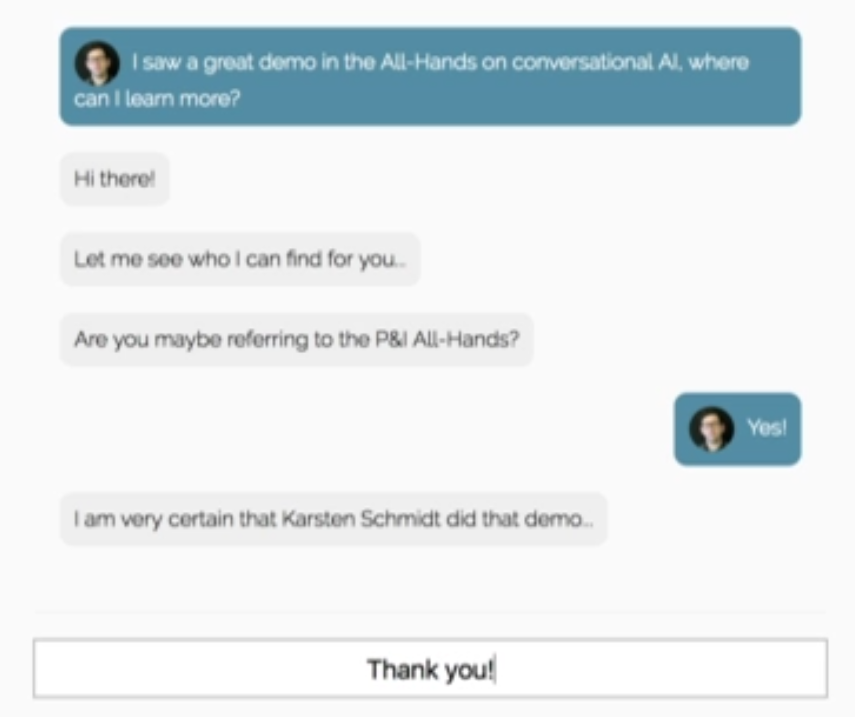 I saw a great demo in the All-Hands on conversational AI, where
can I learn more?
Hi there!
Let me see who I can find for you...
Are you maybe referring to the P&I All-Hands?
Yes!
I am very certain that Karsten Schmidt did that demo...
Thank you!